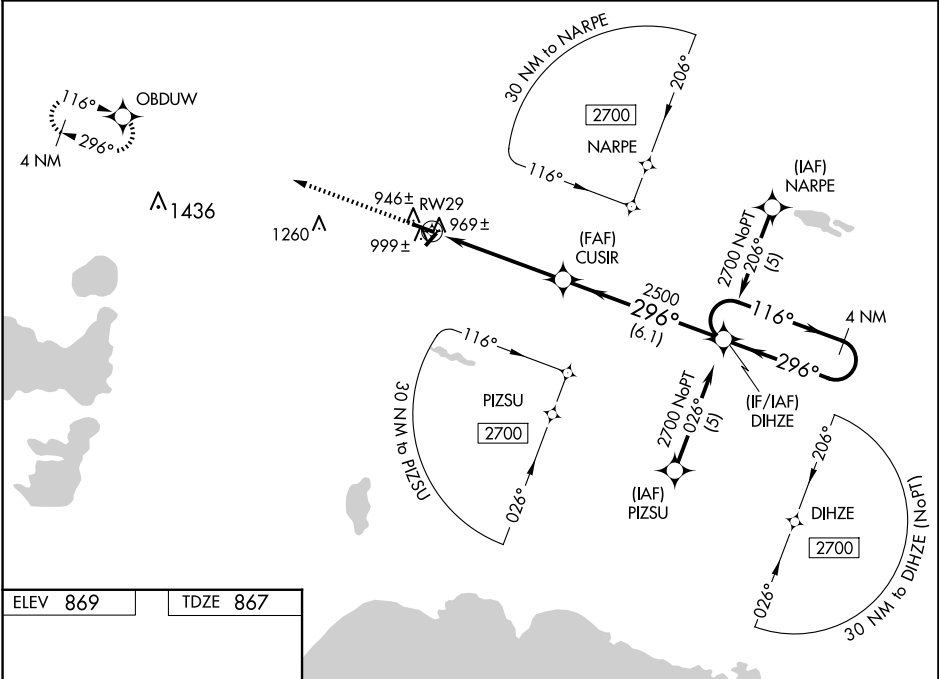 30 NM to NARPE
206°
2700
NARPE
116°
116°
OBDUW
296°
4 NM
1436
1260
946± RW29
969±
999±
(FAF)
CUSIR
(IAF)
NARPE
2700 NoPT
206°
(5)
2500
296°
(6.1)
116°
4 NM
296°
(IF/IAF)
DIHZE
2700 NoPT
026°
(5)
(IAF)
PIZSU
116°
PIZSU
2700
30 NM to PIZSU
026°
206°
DIHZE
2700
026°
30 NM to DIHZE (NoPT)
ELEV 869
TDZE 867